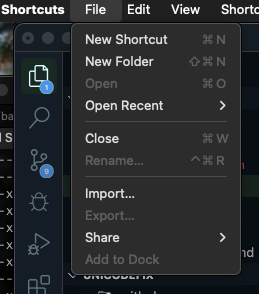 Shortcuts File Edit View Shortc
New Shortcut ⌘ N
New Folder ⇧⌘ N
Open ⌘ O
Open Recent >
Close ⌘ W
Rename... ^⌘ R
Import...
Export...
Share >
Add to Dock
UNICODEFIX
1
9